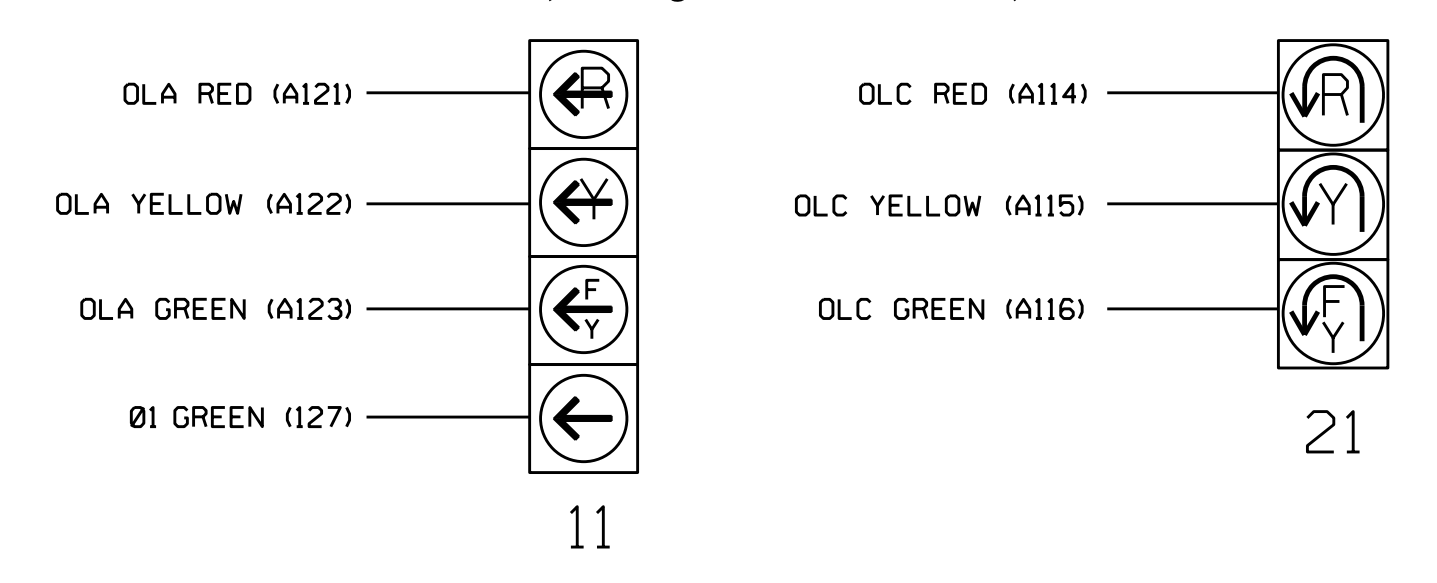 OLA RED (A121)
R
OLA YELLOW (A122)
Y
OLA GREEN (A123)
F
Y
Ø1 GREEN (127)
11
OLC RED (A114)
R
OLC YELLOW (A115)
Y
OLC GREEN (A116)
F
Y
21